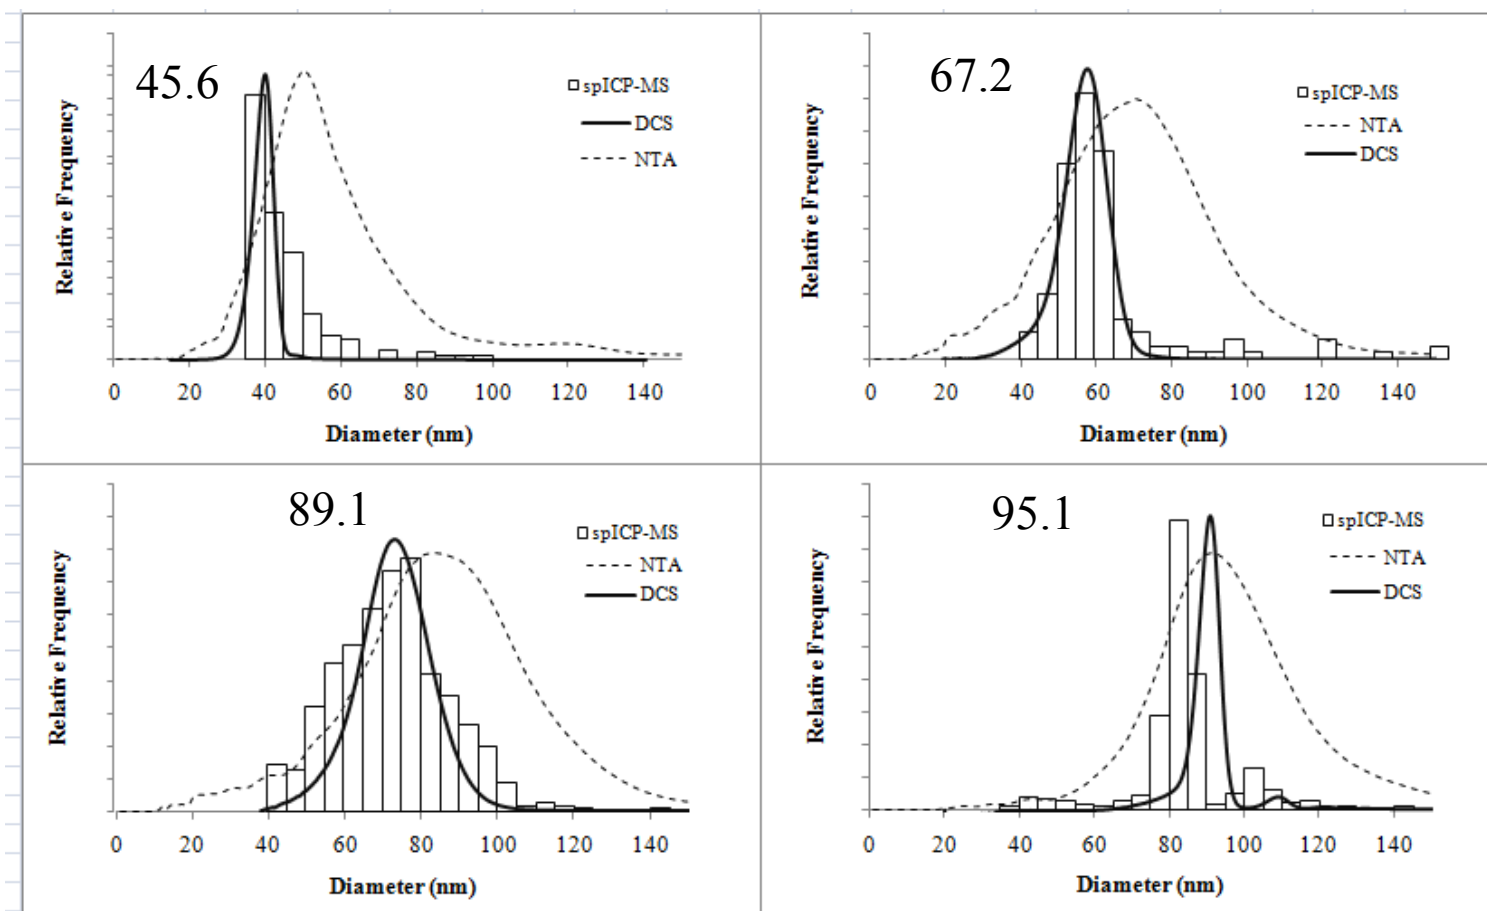 45.6
spICP-MS
DCS
NTA
Relative Frequency
0 20 40 60 80 100 120 140
Diameter (nm)
67.2
spICP-MS
NTA
DCS
Relative Frequency
0 20 40 60 80 100 120 140
Diameter (nm)
89.1
spICP-MS
NTA
DCS
Relative Frequency
0 20 40 60 80 100 120 140
Diameter (nm)
95.1
spICP-MS
NTA
DCS
Relative Frequency
0 20 40 60 80 100 120 140
Diameter (nm)